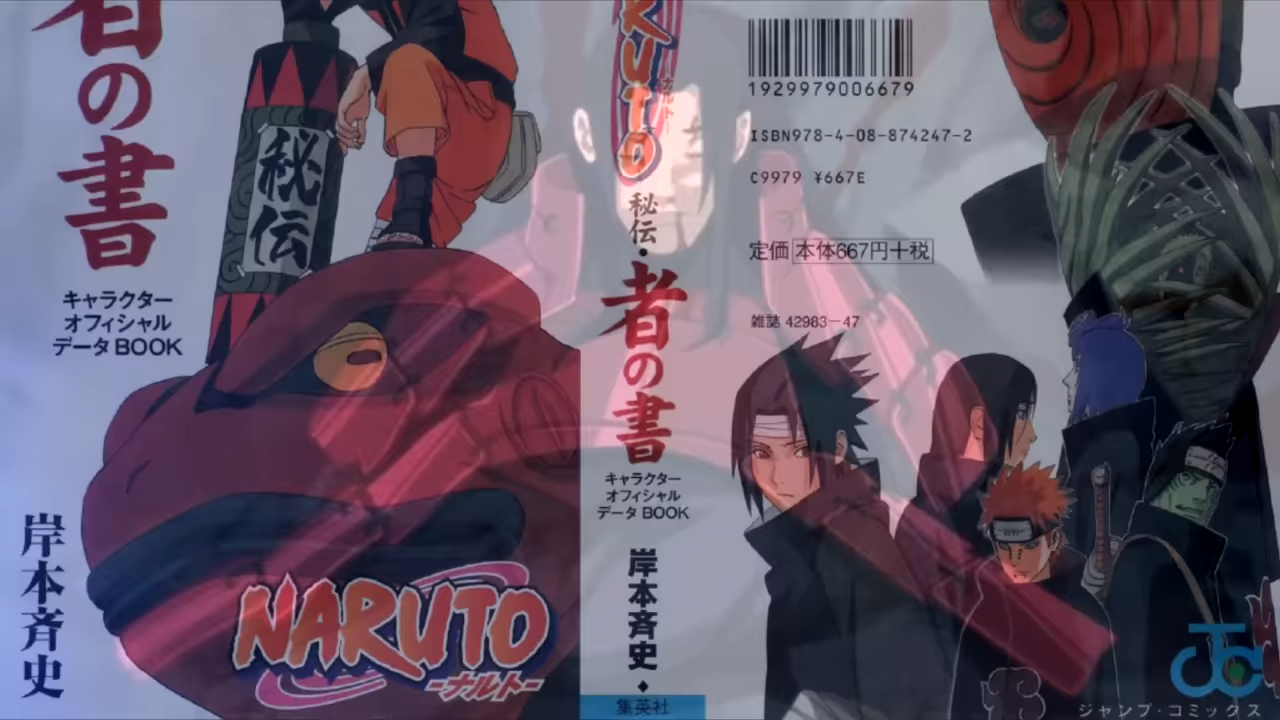 者の書
秘伝
キャラクター
オフィシャル
データBOOK
岸本斉史
NARUTO
-ナルト-
RUTO
秘伝・者の書
キャラクター
オフィシャル
データBOOK
岸本斉史
集英社
1929979006679
ISBN978-4-08-874247-2
C9979 ¥667E
定価 本体667円十税
雑誌 42983-47
JC
ジャンプ・コミックス